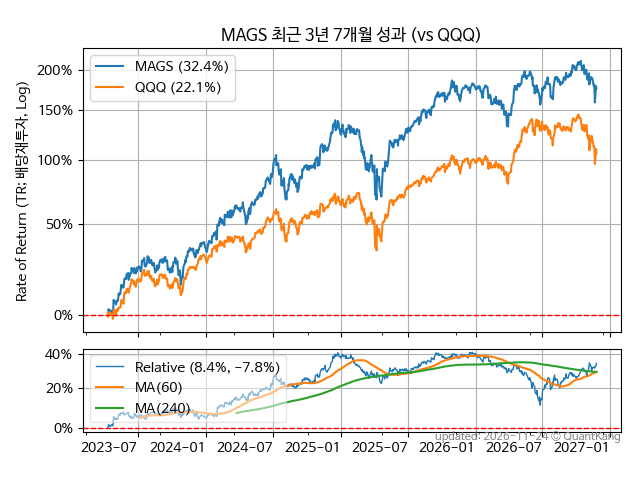 MAGS 최근 3년 7개월 성과 (vs QQQ)
Rate of Return (TR: 배당재투자, Log)
200%
150%
100%
50%
0%
MAGS (32.4%)
QQQ (22.1%)
40%
20%
0%
Relative (8.4%, -7.8%)
MA(60)
MA(240)
2023-07 2024-01 2024-07 2025-01 2025-07 2026-01 2026-07 2027-01
updated: 2026-11-24 © QuantKang